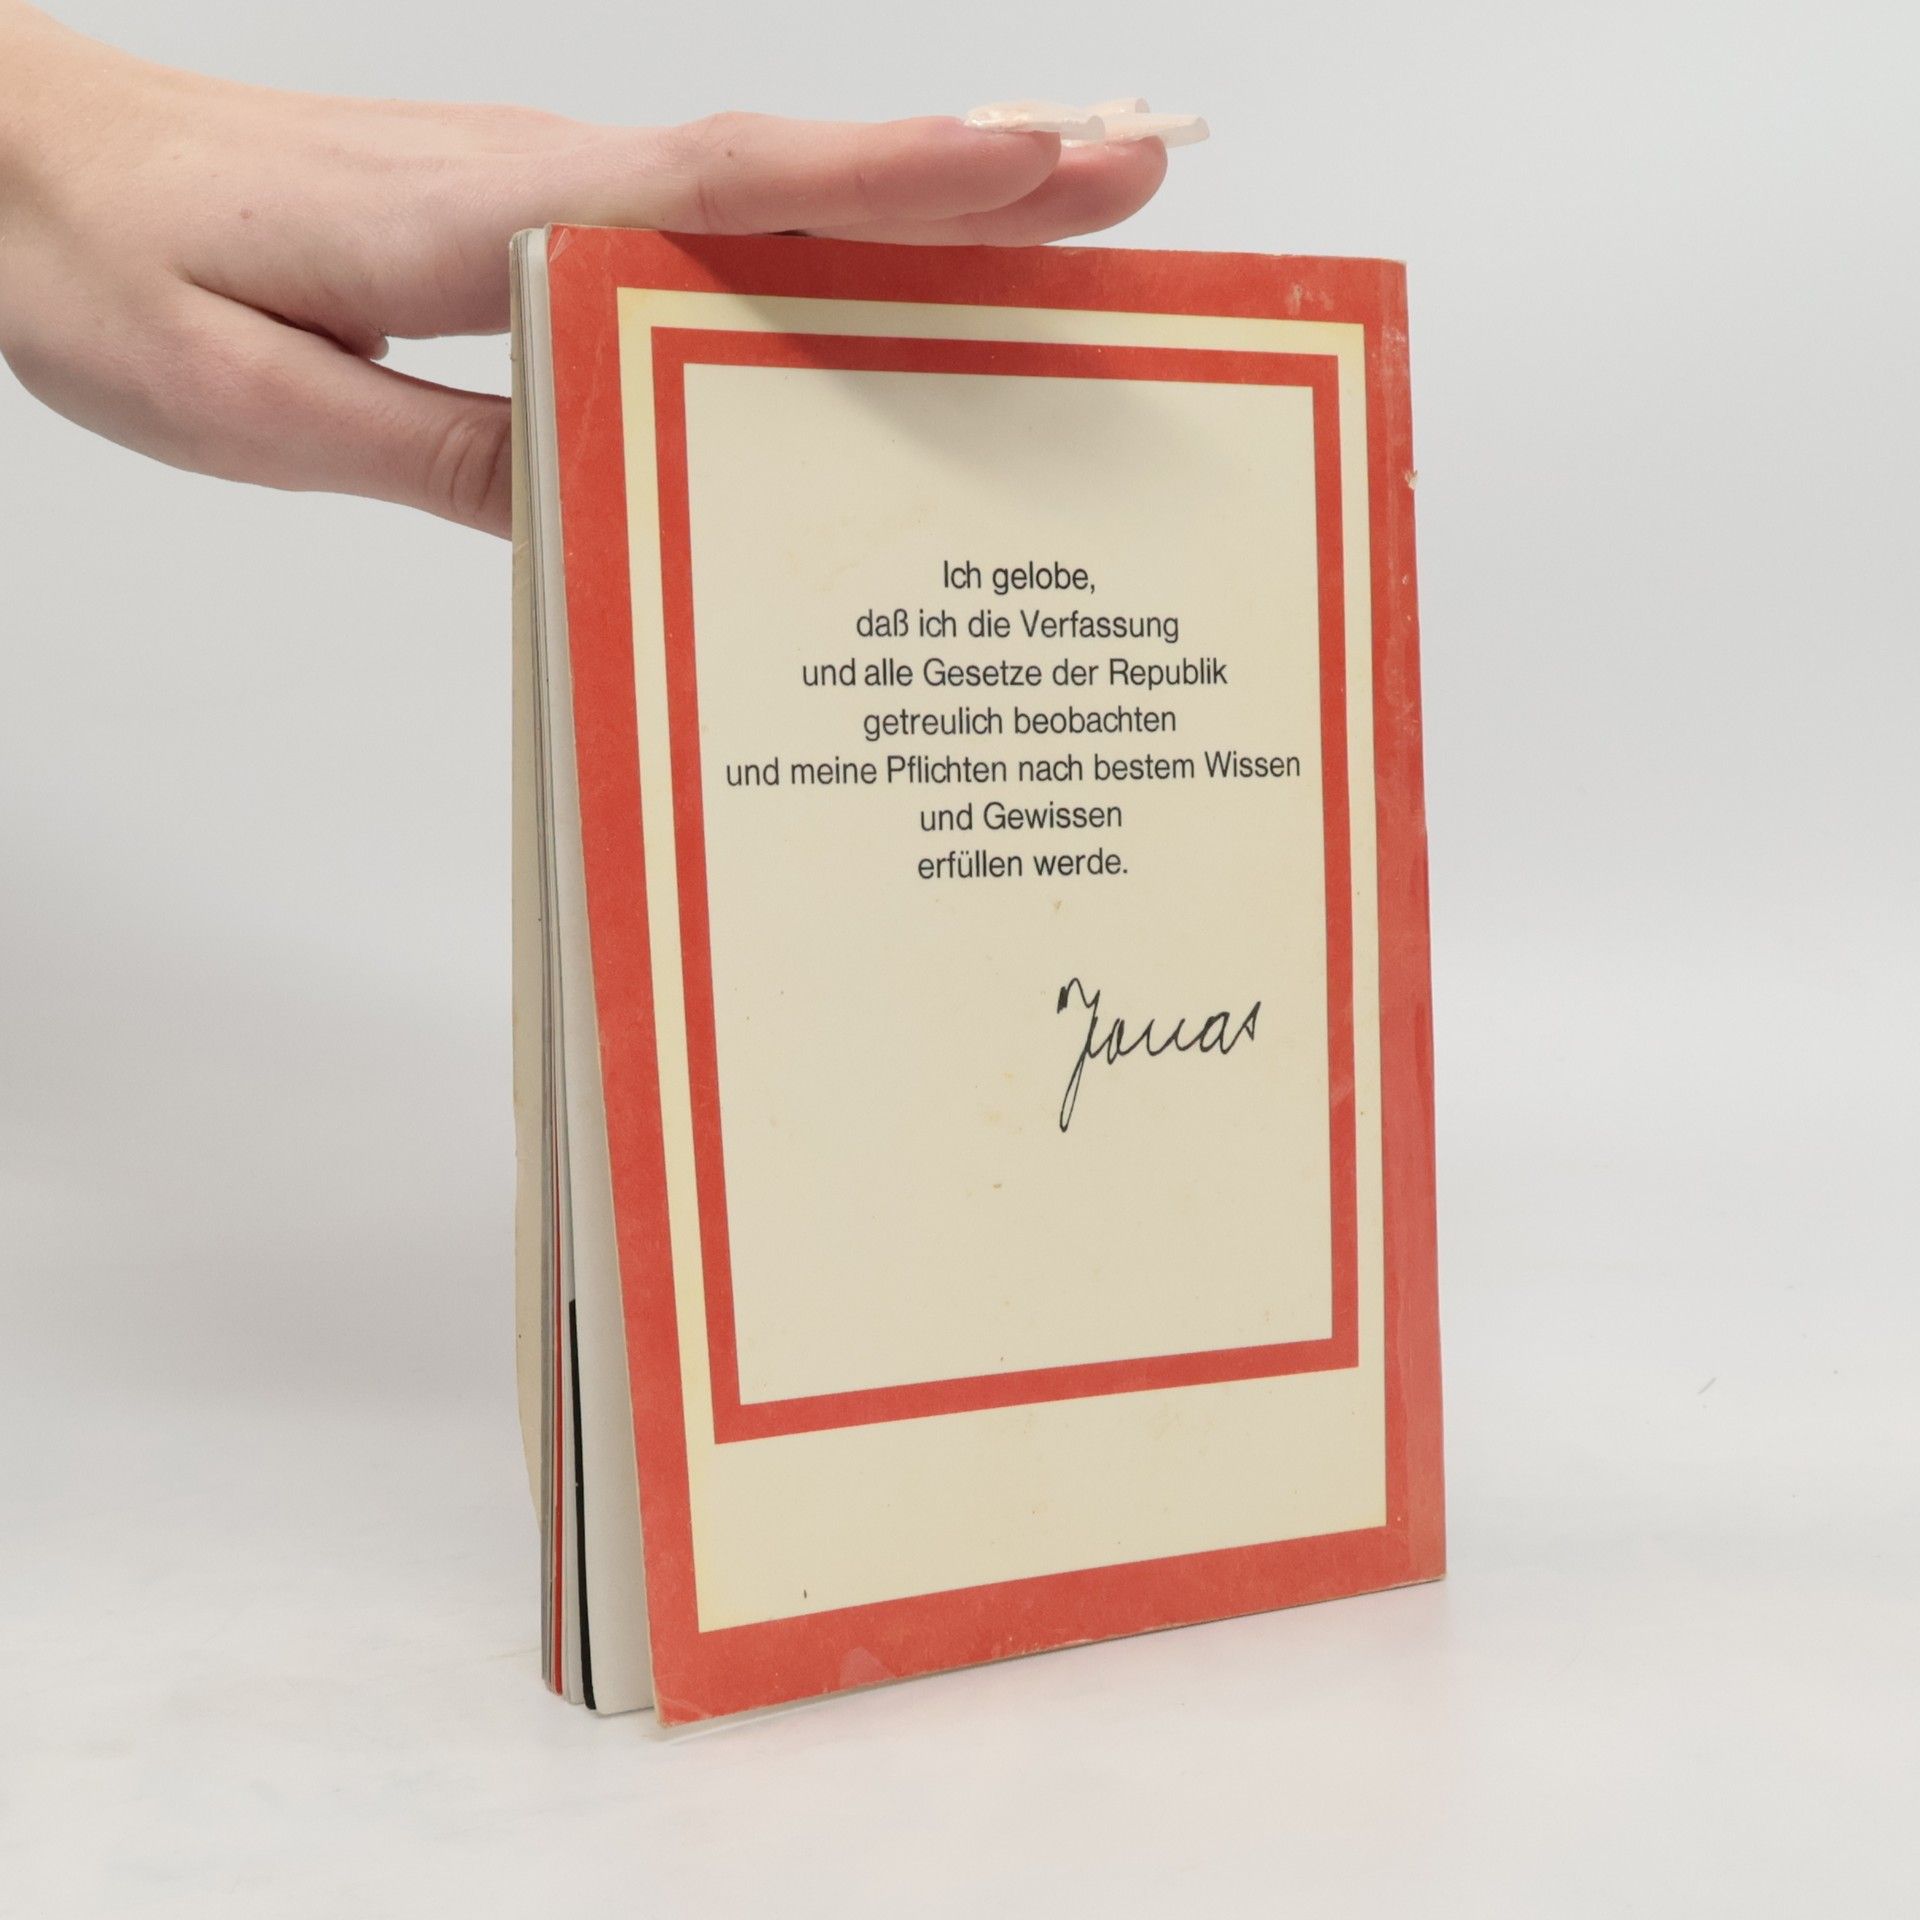 Ich gelobe,
daß ich die Verfassung
und alle Gesetze der Republik
getreulich beobachten
und meine Pflichten nach bestem Wissen
und Gewissen
erfüllen werde.
Jonas